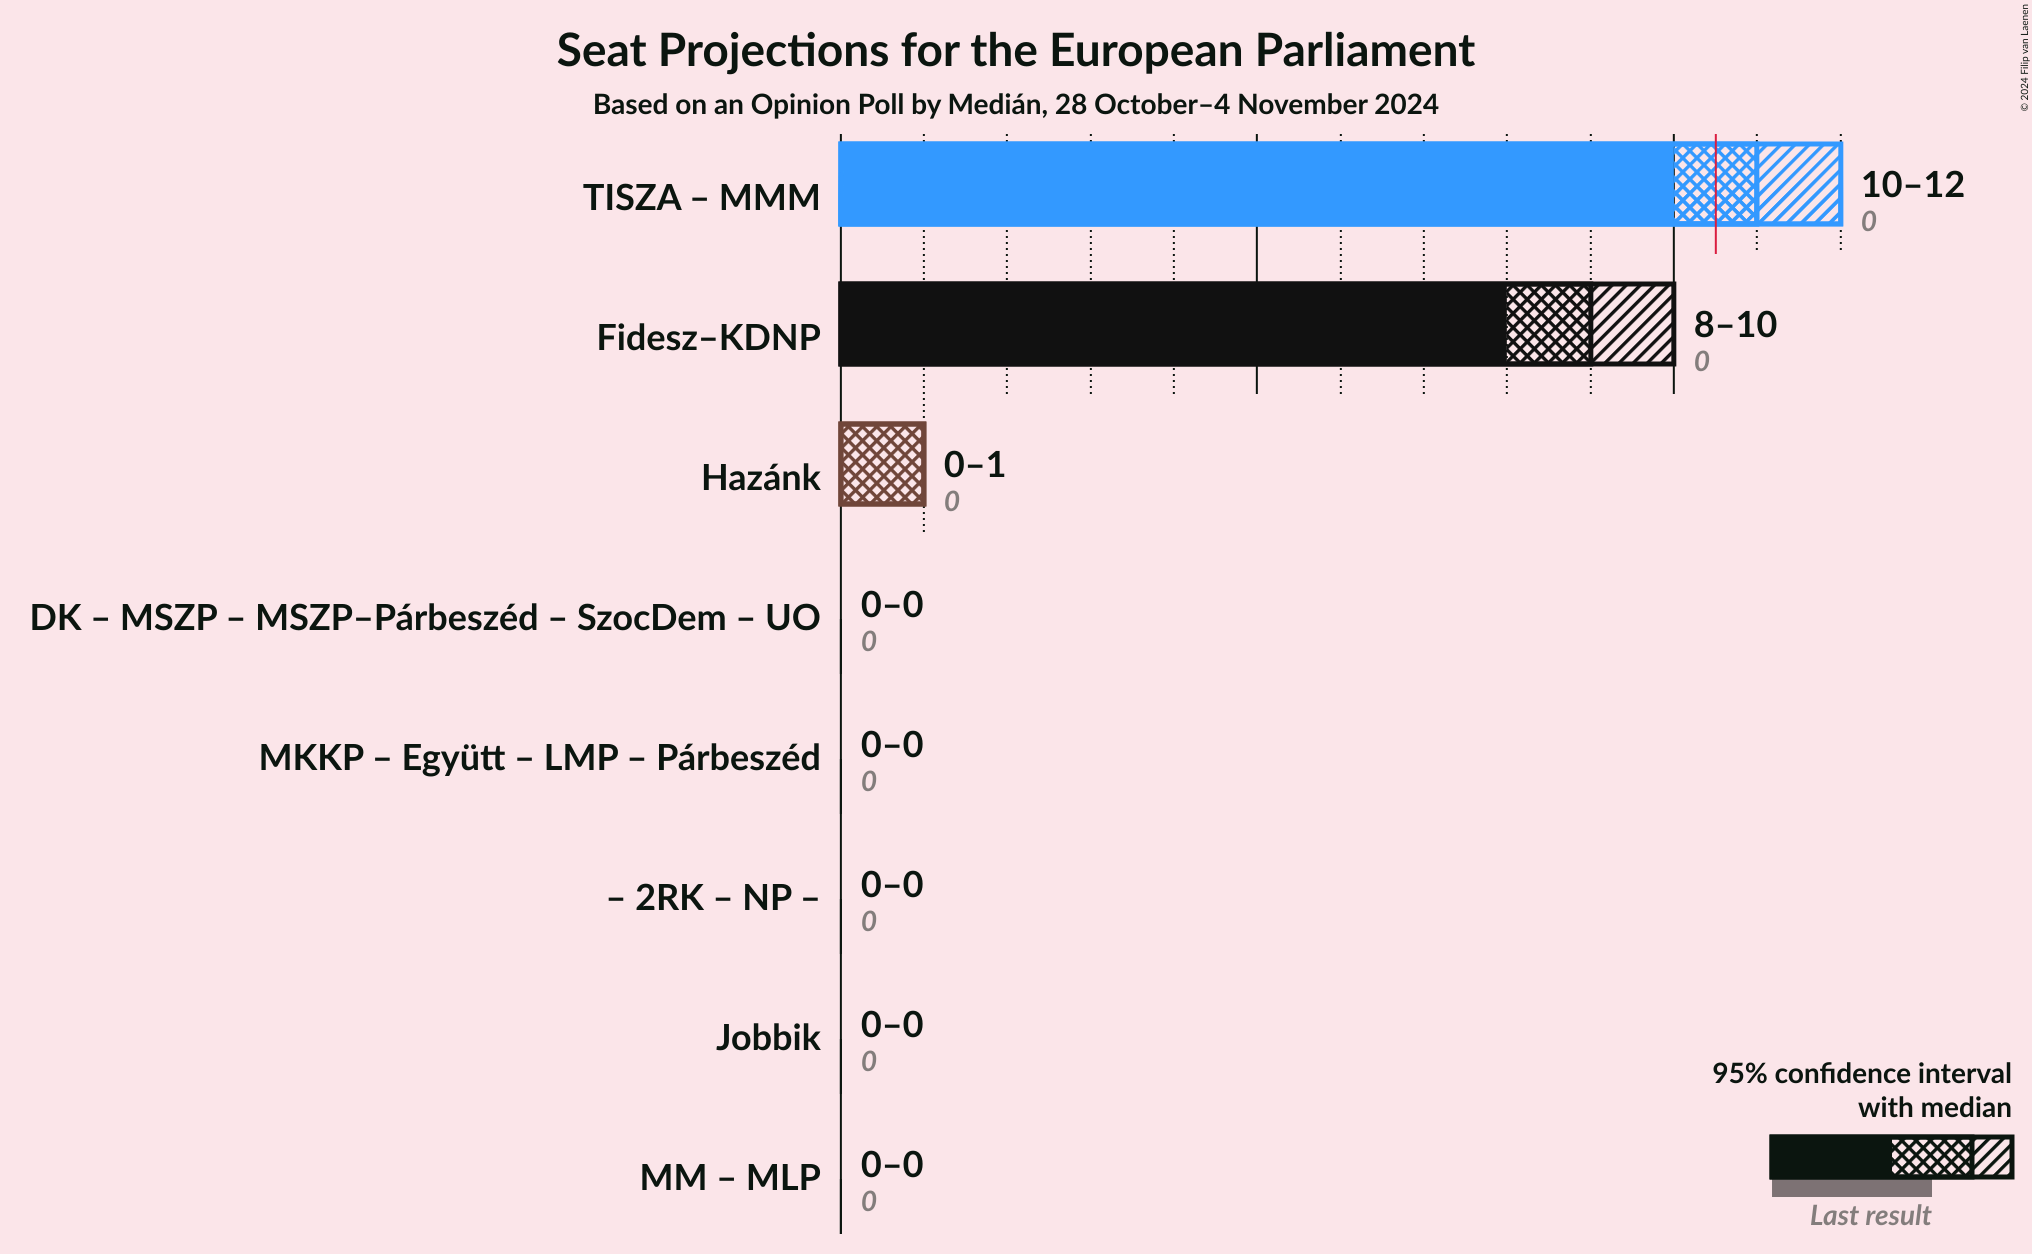 Seat Projections for the European Parliament
Based on an Opinion Poll by Medián, 28 October–4 November 2024
© 2024 Filip van Laenen
TISZA – MMM
10–12
0
Fidesz–KDNP
8–10
0
Hazánk
0–1
0
DK – MSZP – MSZP–Párbeszéd – SzocDem – UO
0–0
0
MKKP – Együtt – LMP – Párbeszéd
0–0
0
– 2RK – NP –
0–0
0
Jobbik
0–0
0
MM – MLP
0–0
0
95% confidence interval
with median
Last result